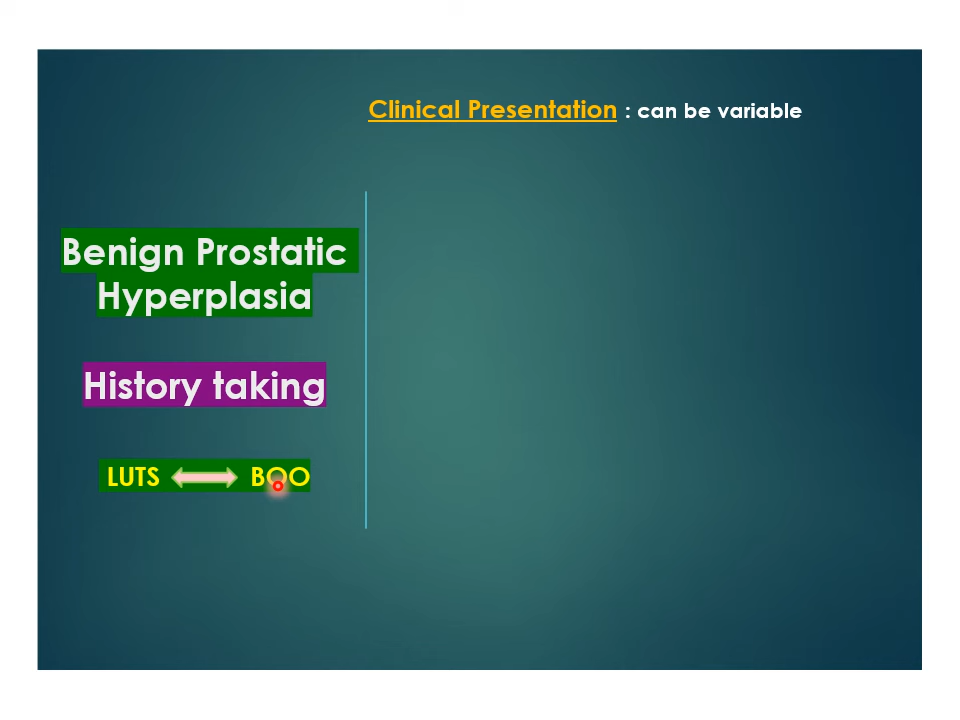 Clinical Presentation : can be variable
Benign Prostatic
Hyperplasia
History taking
LUTS BOO